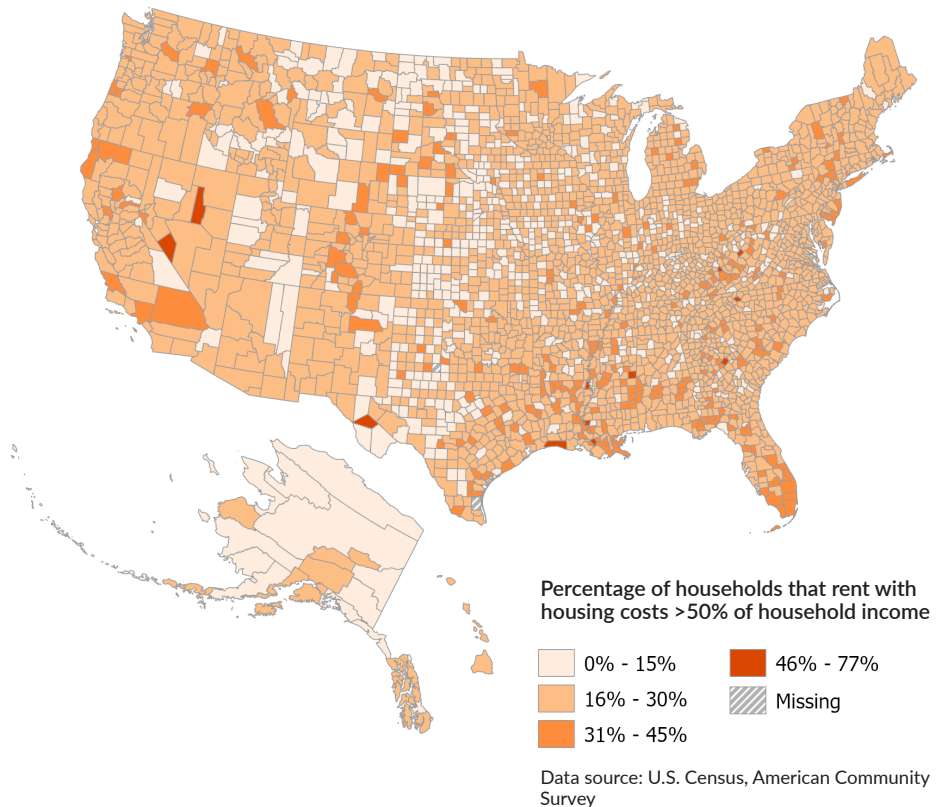 Percentage of households that rent with
housing costs >50% of household income
0% - 15%
16% - 30%
31% - 45%
46% - 77%
Missing
Data source: U.S. Census, American Community
Survey